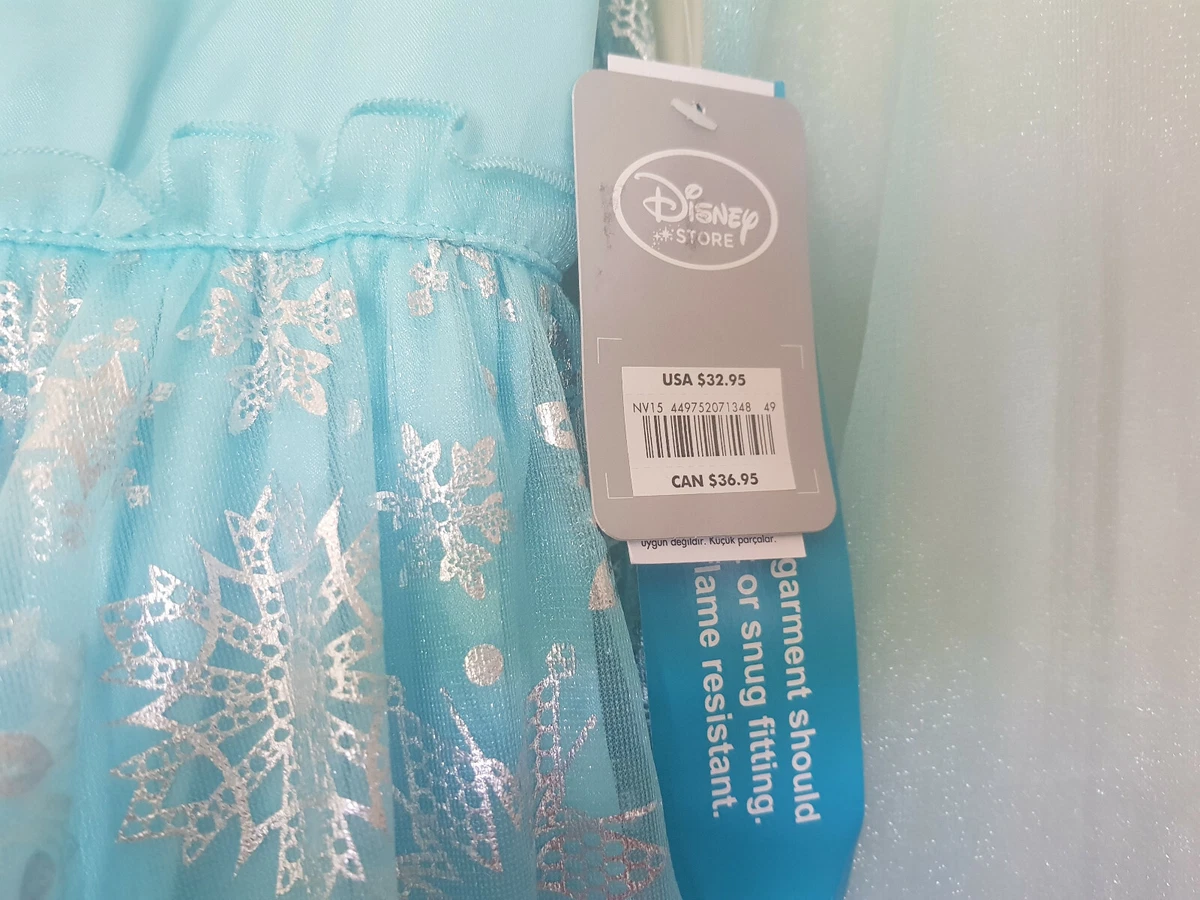 Disney
STORE
USA $32.95
NV15 449752071348 49
CAN $36.95
uygun değildir. Küçük parçalar.
garment should
or snug fitting.
lame resistant.